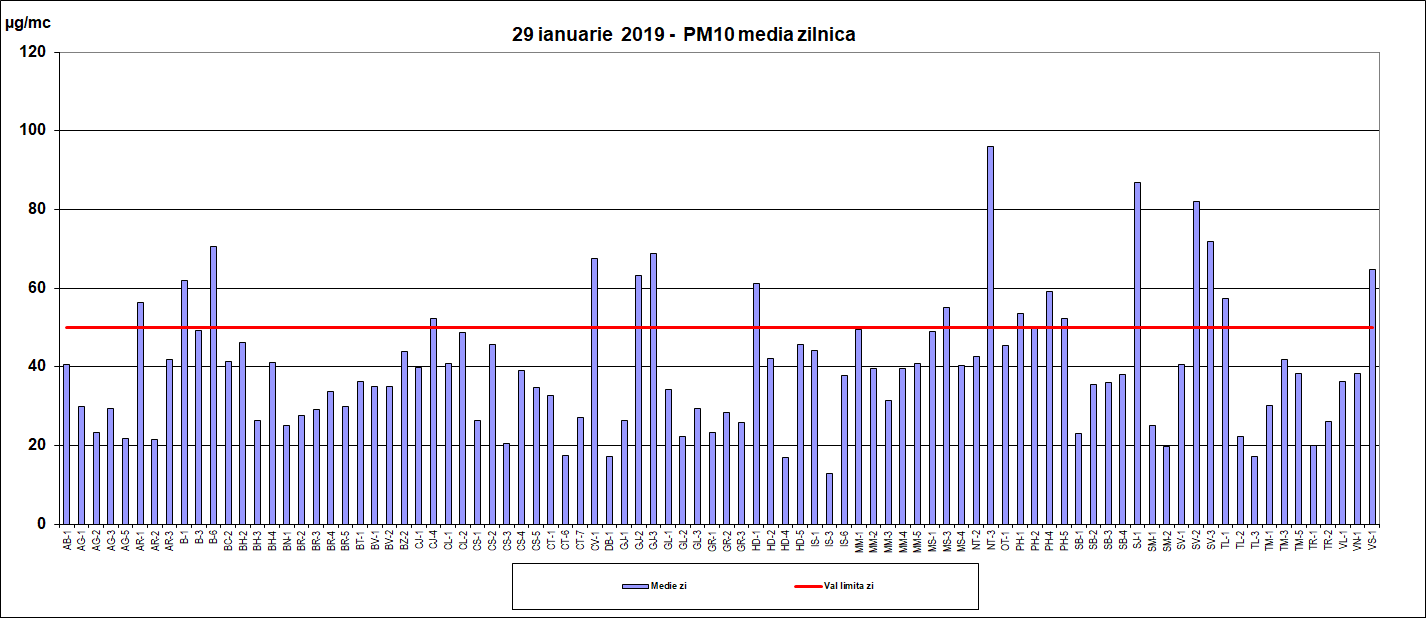 µg/mc
29 ianuarie 2019 - PM10 media zilnica
120
100
80
60
40
20
0
AB-1 AG-1 AG-2 AG-3 AG-5 AR-1 AR-2 AR-3 B-1 B-3 B-6 BC-2 BH-2 BH-3 BH-4 BN-1 BR-2 BR-3 BR-4 BR-5 BT-1 BV-1 BV-2 BZ-2 CJ-1 CJ-4 CL-1 CL-2 CS-1 CS-2 CS-3 CS-4 CS-5 CT-1 CT-6 CT-7 CV-1 DB-1 GJ-1 GJ-2 GJ-3 GL-1 GL-2 GL-3 GR-1 GR-2 GR-3 HD-1 HD-2 HD-4 HD-5 IS-1 IS-3 IS-6 MM-1 MM-2 MM-3 MM-4 MM-5 MS-1 MS-3 MS-4 NT-2 NT-3 OT-1 PH-1 PH-2 PH-4 PH-5 SB-1 SB-2 SB-3 SB-4 SJ-1 SM-1 SM-2 SV-1 SV-2 SV-3 TL-1 TL-2 TL-3 TM-1 TM-3 TM-5 TR-1 TR-2 VL-1 VN-1 VS-1
Medie zi Val limita zi